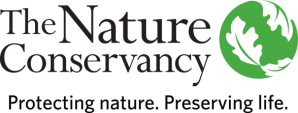 The Nature
Conservancy
Protecting nature. Preserving life.